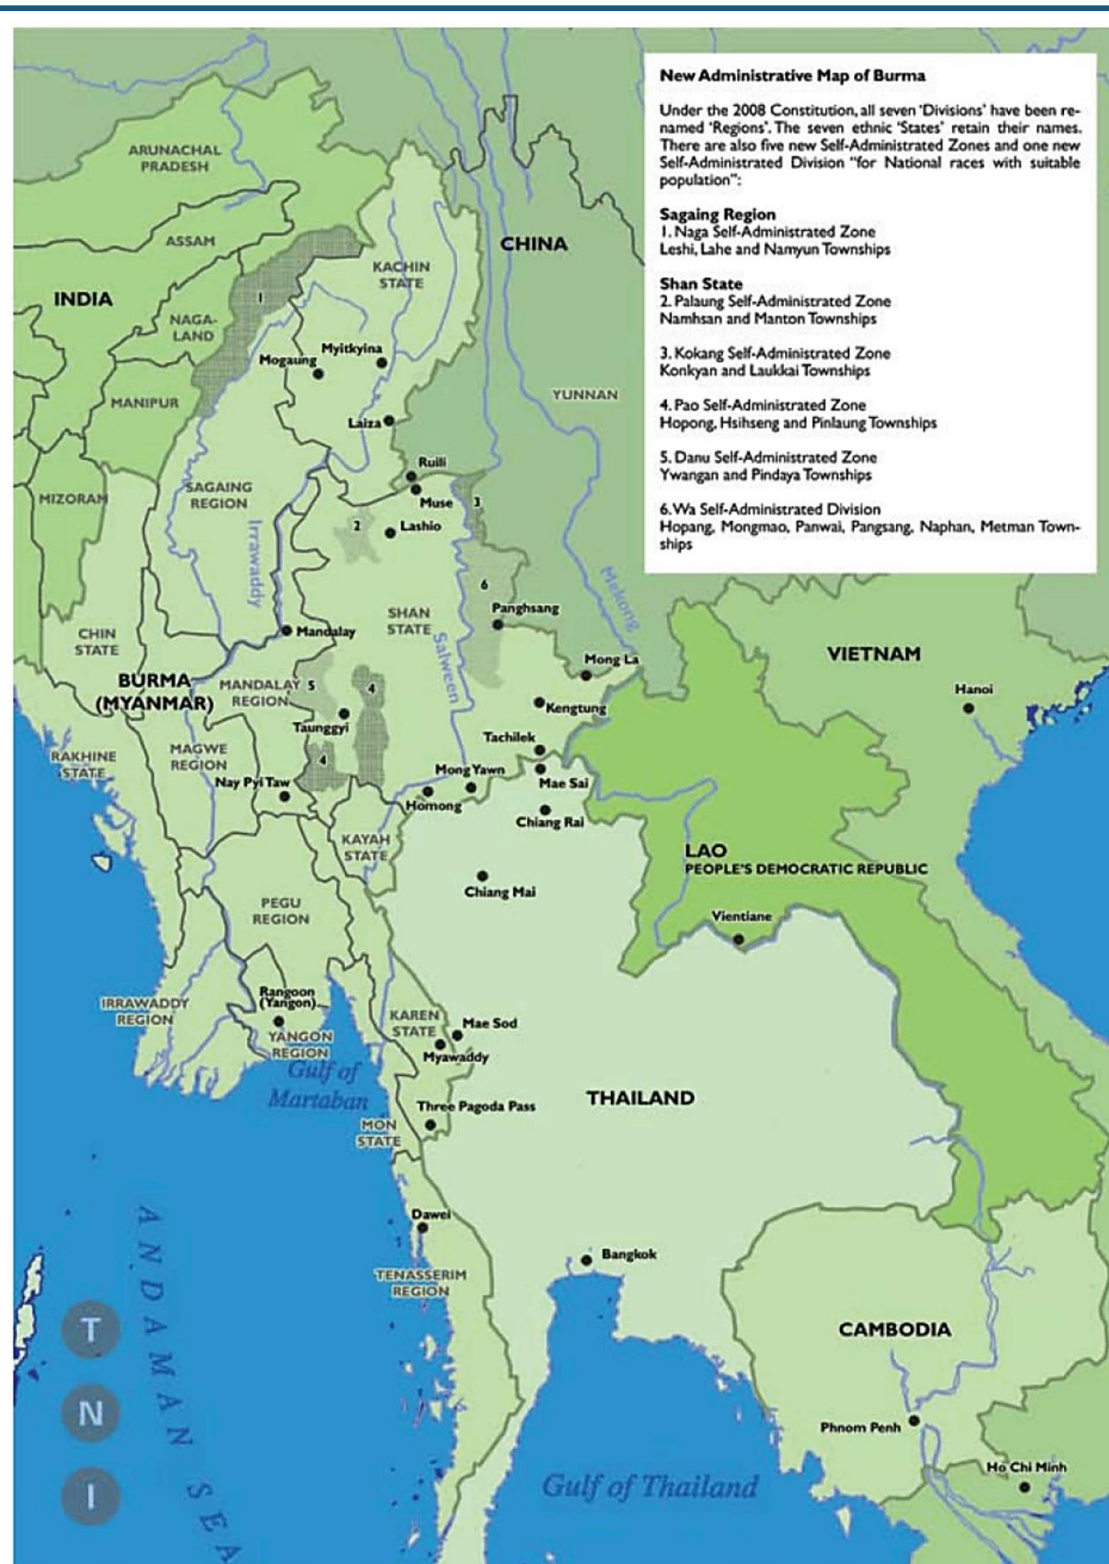 New Administrative Map of Burma
Under the 2008 Constitution, all seven 'Divisions' have been re-
named 'Regions'. The seven ethnic 'States' retain their names.
There are also five new Self-Administrated Zones and one new
Self-Administrated Division "for National races with suitable
population":
Sagaing Region
1. Naga Self-Administrated Zone
Leshi, Lahe and Namyun Townships
Shan State
2. Palaung Self-Administrated Zone
Namhsan and Manton Townships
3. Kokang Self-Administrated Zone
Konkyan and Laukkai Townships
4. Pao Self-Administrated Zone
Hopong, Hsihseng and Pinlaung Townships
5. Danu Self-Administrated Zone
Ywangan and Pindaya Townships
6. Wa Self-Administrated Division
Hopang, Mongmao, Panwai, Pangsang, Naphan, Metman Town-
ships
ARUNACHAL
PRADESH
ASSAM
CHINA
KACHIN
STATE
INDIA
1
NAGA-
LAND
Myitkyina
Mogaung
MANIPUR
YUNNAN
Laiza
Ruili
MIZORAM
SAGAING
REGION
Muse
3
2
Lashio
Irrawaddy
Mekong
6
Panghsang
SHAN
STATE
CHIN
STATE
Mandalay
Salween
Mong La
VIETNAM
BURMA
(MYANMAR)
MANDALAY
REGION
5
4
Hanoi
Kengtung
Taunggyi
Tachilek
RAKHINE
STATE
MAGWE
REGION
4
Mong Yawn
Nay Pyi Taw
Mae Sai
Homong
Chiang Rai
KAYAH
STATE
LAO
PEOPLE'S DEMOCRATIC REPUBLIC
Chiang Mai
PEGU
REGION
Vientiane
Rangoon
(Yangon)
IRRAWADDY
REGION
KAREN
STATE
Mae Sod
YANGON
REGION
Myawaddy
Gulf of
Martaban
THAILAND
Three Pagoda Pass
MON
STATE
Dawei
Bangkok
TENASSERIM
REGION
ANDAMAN SEA
T
N
I
CAMBODIA
Phnom Penh
Ho Chi Minh
Gulf of Thailand